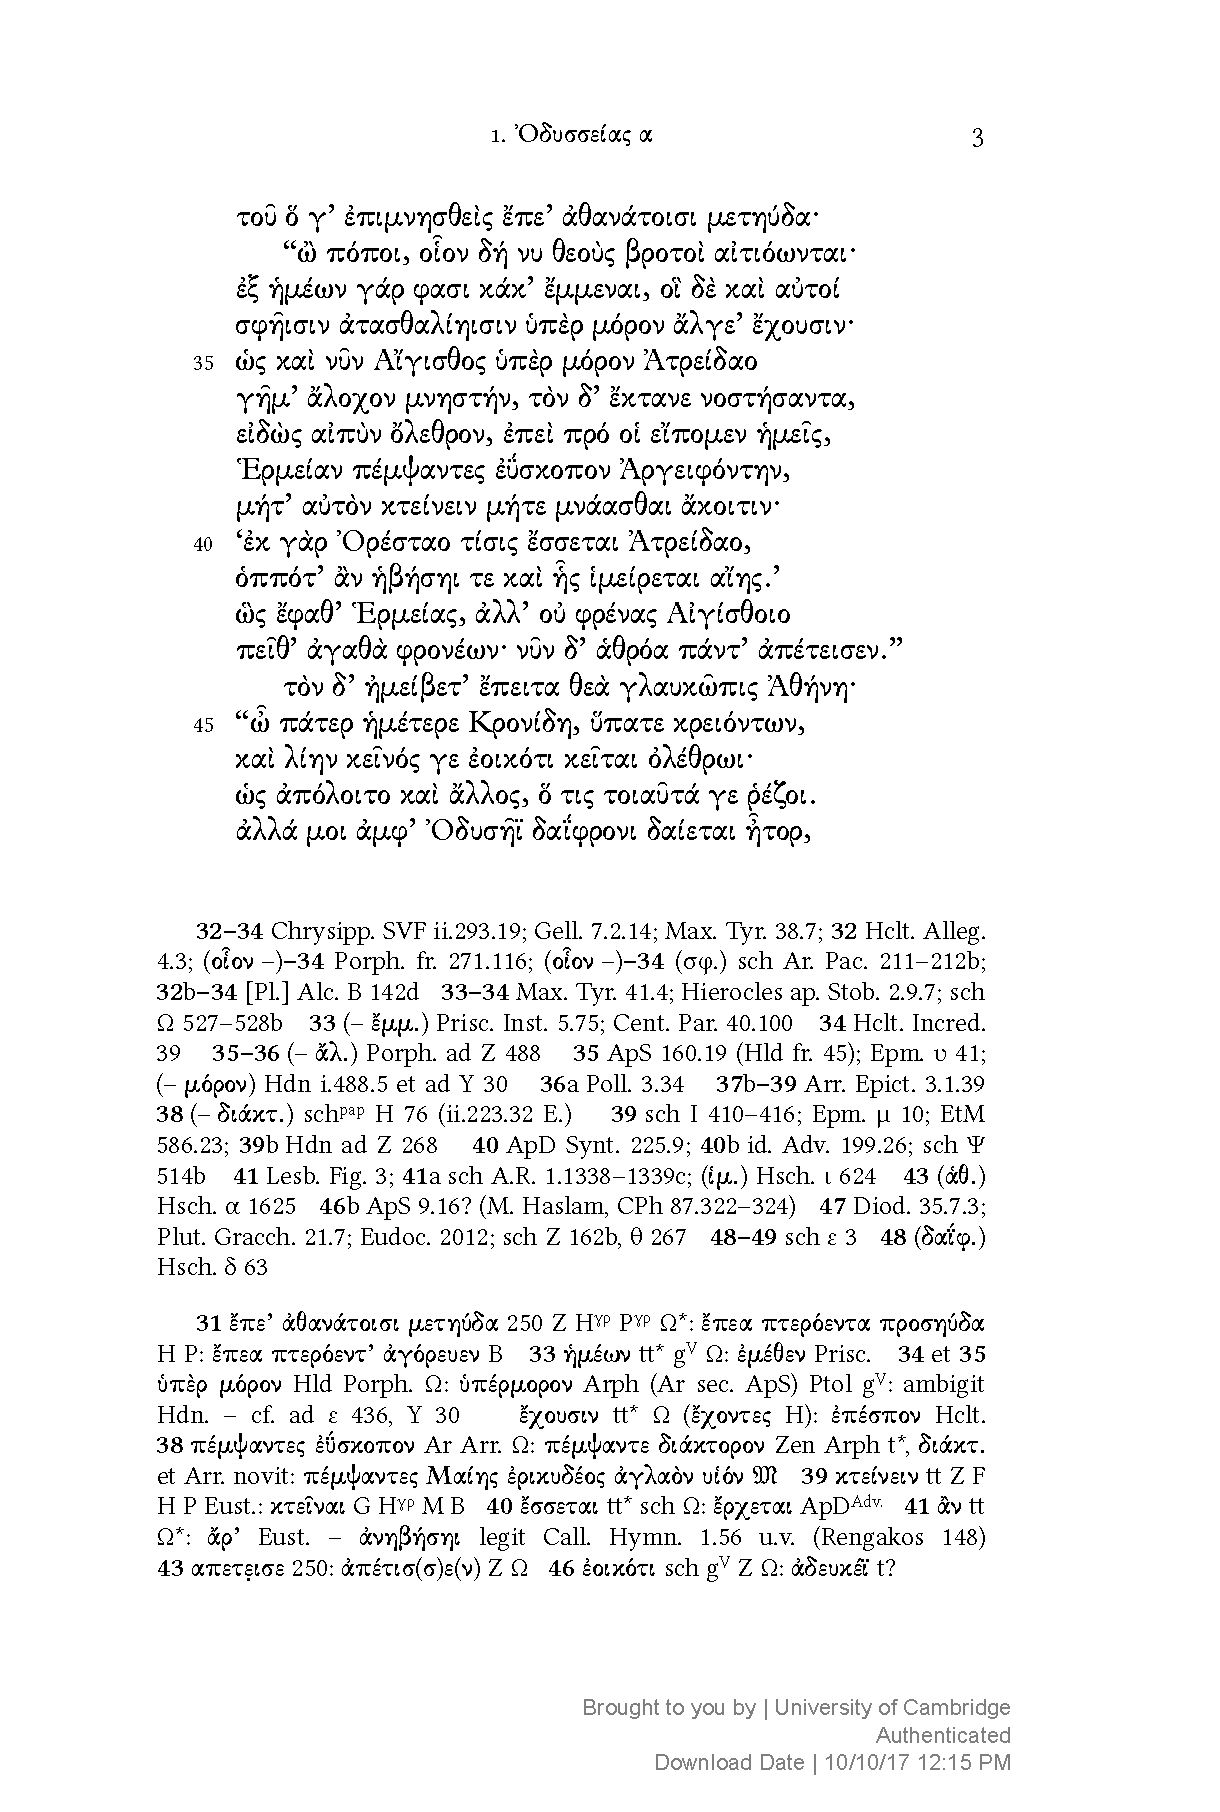 1. Ὀδυσσείας α 3
τοῦ ὅ γ’ ἐπιμνησθεὶς ἔπε’ ἀθανάτοισι μετηύδα·
“ὢ πόποι, οἷον δή νυ θεοὺς βροτοὶ αἰτιόωνται·
ἐξ ἡμέων γάρ φασι κάκ’ ἔμμεναι, οἳ δὲ καὶ αὐτοί
σφῆισιν ἀτασθαλίηισιν ὑπὲρ μόρον ἄλγε’ ἔχουσιν·
35 ὡς καὶ νῦν Αἴγισθος ὑπὲρ μόρον Ἀτρείδαο
γῆμ’ ἄλοχον μνηστήν, τὸν δ’ ἔκτανε νοστήσαντα,
εἰδὼς αἰπὺν ὄλεθρον, ἐπεὶ πρό οἱ εἴπομεν ἡμεῖς,
Ἑρμείαν πέμψαντες ἐΰσκοπον Ἀργειφόντην,
μήτ’ αὐτὸν κτείνειν μήτε μνάασθαι ἄκοιτιν·
40 ‘ἐκ γὰρ Ὀρέσταο τίσις ἔσσεται Ἀτρείδαο,
ὁππότ’ ἂν ἡβήσηι τε καὶ ἧς ἱμείρεται αἴης.’
ὣς ἔφαθ’ Ἑρμείας, ἀλλ’ οὐ φρένας Αἰγίσθοιο
πεῖθ’ ἀγαθὰ φρονέων· νῦν δ’ ἁθρόα πάντ’ ἀπέτεισεν.”
τὸν δ’ ἠμείβετ’ ἔπειτα θεὰ γλαυκῶπις Ἀθήνη·
45 “ὦ πάτερ ἡμέτερε Κρονίδη, ὕπατε κρειόντων,
καὶ λίην κεῖνός γε ἐοικότι κεῖται ὀλέθρωι·
ὡς ἀπόλοιτο καὶ ἄλλος, ὅ τις τοιαῦτά γε ῥέζοι.
ἀλλά μοι ἀμφ’ Ὀδυσῆϊ δαΐφρονι δαίεται ἦτορ,
32–34 Chrysipp. SVF ii.293.19; Gell. 7.2.14; Max. Tyr. 38.7; 32 Hclt. Alleg.
4.3; (οἷον –)–34 Porph. fr. 271.116; (οἷον –)–34 (σφ.) sch Ar. Pac. 211–212b;
32b–34 [Pl.] Alc. B 142d 33–34 Max. Tyr. 41.4; Hierocles ap. Stob. 2.9.7; sch
Ω 527–528b 33 (– ἔμμ.) Prisc. Inst. 5.75; Cent. Par. 40.100 34 Hclt. Incred.
39 35–36 (– ἄλ.) Porph. ad Ζ 488 35 ApS 160.19 (Hld fr. 45); Epm. υ 41;
(– μόρον) Hdn i.488.5 et ad Υ 30 36a Poll. 3.34 37b–39 Arr. Epict. 3.1.39
38 (– διάκτ.) schᵖᵃᵖ Η 76 (ii.223.32 E.) 39 sch Ι 410–416; Epm. μ 10; EtM
586.23; 39b Hdn ad Ζ 268 40 ApD Synt. 225.9; 40b id. Adv. 199.26; sch Ψ
514b 41 Lesb. Fig. 3; 41a sch A.R. 1.1338–1339c; (ἱμ.) Hsch. ι 624 43 (ἁθ.)
Hsch. α 1625 46b ApS 9.16? (M. Haslam, CPh 87.322–324) 47 Diod. 35.7.3;
Plut. Gracch. 21.7; Eudoc. 2012; sch Ζ 162b, θ 267 48–49 sch ε 3 48 (δαΐφ.)
Hsch. δ 63
31 ἔπε’ ἀθανάτοισι μετηύδα 250 Z Hᵞᵖ Pᵞᵖ Ω*: ἔπεα πτερόεντα προσηύδα
H P: ἔπεα πτερόεντ’ ἀγόρευεν B 33 ἡμέων tt* gⱽ Ω: ἐμέθεν Prisc. 34 et 35
ὑπὲρ μόρον Hld Porph. Ω: ὑπέρμορον Arph (Ar sec. ApS) Ptol gⱽ: ambigit
Hdn. – cf. ad ε 436, Υ 30 ἔχουσιν tt* Ω (ἔχοντες H): ἐπέσπον Hclt.
38 πέμψαντες ἐΰσκοπον Ar Arr. Ω: πέμψαντε διάκτορον Zen Arph t*, διάκτ.
et Arr. novit: πέμψαντες Μαίης ἐρικυδέος ἀγλαὸν υἱόν 𝔐 39 κτείνειν tt Z F
H P Eust.: κτεῖναι G Hᵞᵖ M B 40 ἔσσεται tt* sch Ω: ἔρχεται ApDᴬᵈᵛ· 41 ἂν tt
Ω*: ἄρ’ Eust. – ἀνηβήσηι legit Call. Hymn. 1.56 u.v. (Rengakos 148)
43 απετε̣ισε 250: ἀπέτισ(σ)ε(ν) Z Ω 46 ἐοικότι sch gⱽ Z Ω: ἀδευκέϊ t?
Brought to you by | University of Cambridge
Authenticated
Download Date | 10/10/17 12:15 PM